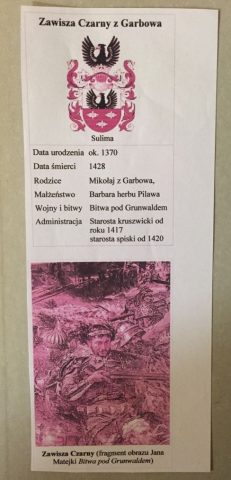 Zawisza Czarny z Garbowa
Sulima
Data urodzenia ok. 1370
Data śmierci 1428
Rodzice Mikołaj z Garbowa,
Małżeństwo Barbara herbu Pilawa
Wojny i bitwy Bitwa pod Grunwaldem
Administracja Starosta kruszwicki od
roku 1417
starosta spiski od 1420
Zawisza Czarny (fragment obrazu Jana
Matejki Bitwa pod Grunwaldem)